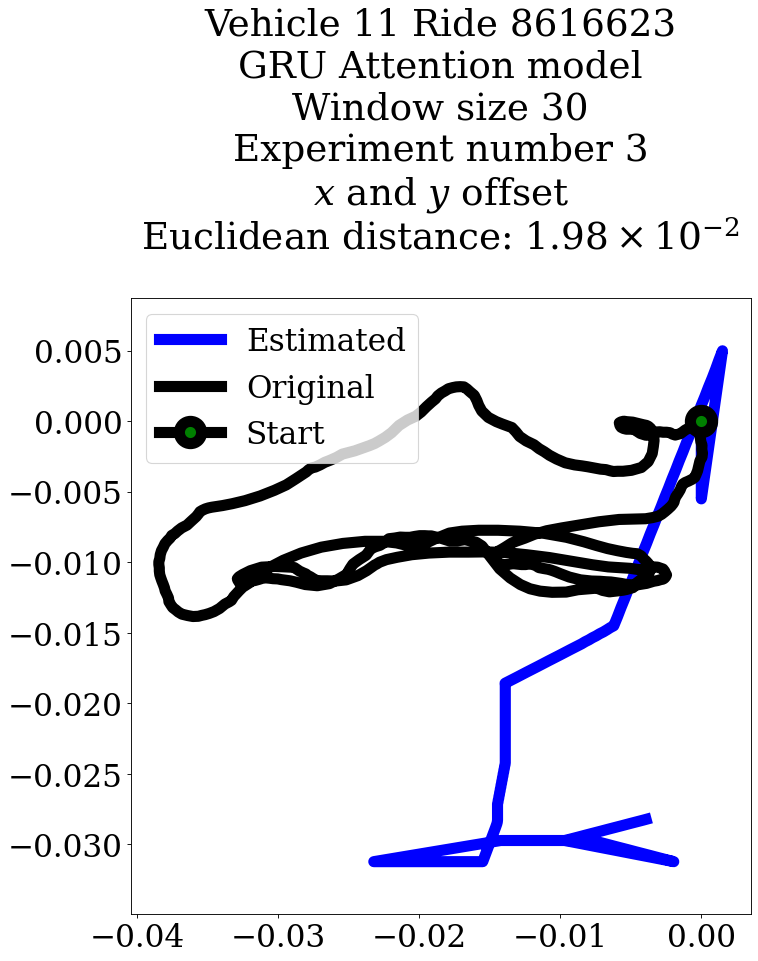 Vehicle 11 Ride 8616623
GRU Attention model
Window size 30
Experiment number 3
x and y offset
Euclidean distance: 1.98 × 10⁻²
Estimated
Original
Start
0.005
0.000
−0.005
−0.010
−0.015
−0.020
−0.025
−0.030
−0.04 −0.03 −0.02 −0.01 0.00